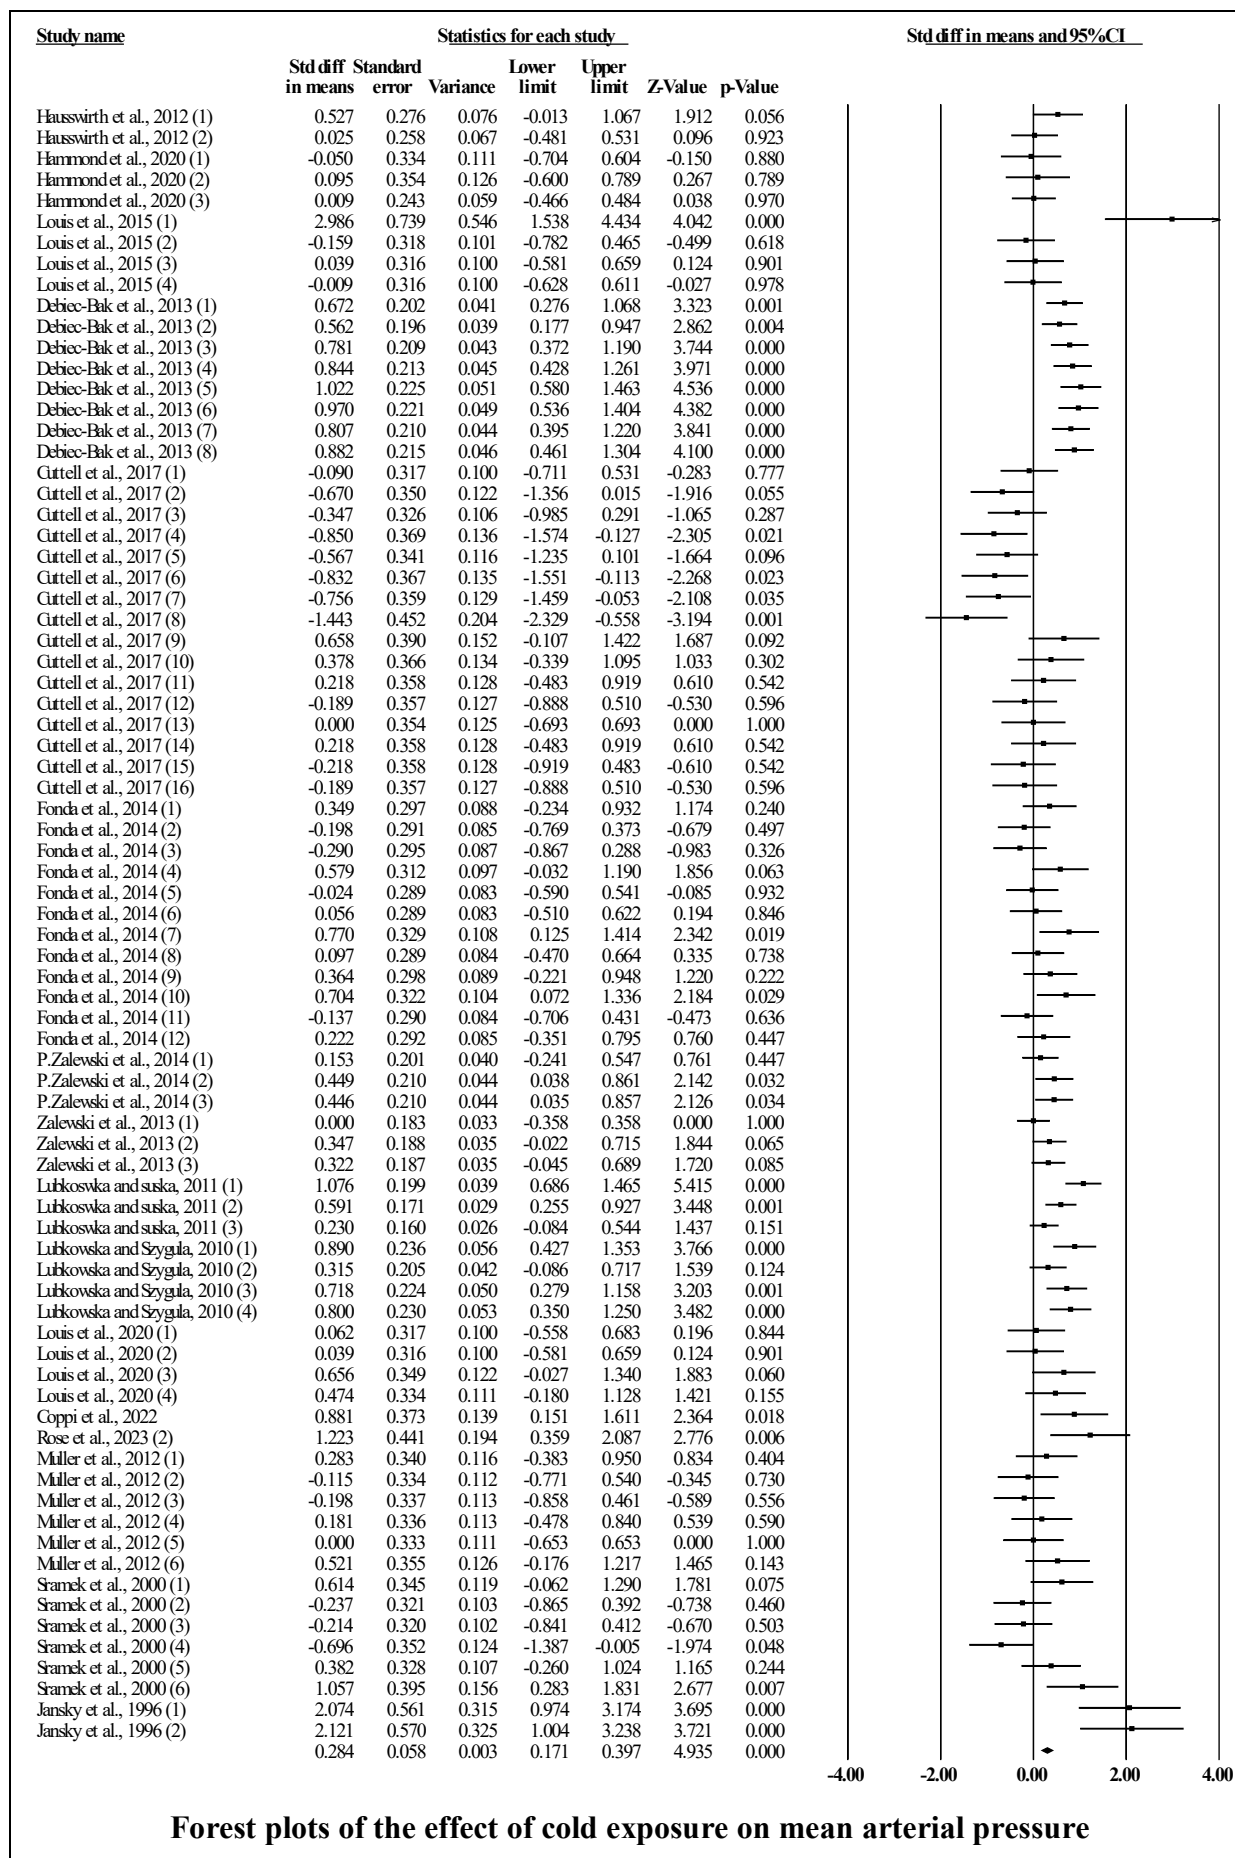 Study name Statistics for each study Std diff in means and 95%CI
Std diff Standard Lower Upper
in means error Variance limit limit Z-Value p-Value
Hausswirth et al., 2012 (1) 0.527 0.276 0.076 -0.013 1.067 1.912 0.056
Hausswirth et al., 2012 (2) 0.025 0.258 0.067 -0.481 0.531 0.096 0.923
Hammond et al., 2020 (1) -0.050 0.334 0.111 -0.704 0.604 -0.150 0.880
Hammond et al., 2020 (2) 0.095 0.354 0.126 -0.600 0.789 0.267 0.789
Hammond et al., 2020 (3) 0.009 0.243 0.059 -0.466 0.484 0.038 0.970
Louis et al., 2015 (1) 2.986 0.739 0.546 1.538 4.434 4.042 0.000
Louis et al., 2015 (2) -0.159 0.318 0.101 -0.782 0.465 -0.499 0.618
Louis et al., 2015 (3) 0.039 0.316 0.100 -0.581 0.659 0.124 0.901
Louis et al., 2015 (4) -0.009 0.316 0.100 -0.628 0.611 -0.027 0.978
Debiec-Bak et al., 2013 (1) 0.672 0.202 0.041 0.276 1.068 3.323 0.001
Debiec-Bak et al., 2013 (2) 0.562 0.196 0.039 0.177 0.947 2.862 0.004
Debiec-Bak et al., 2013 (3) 0.781 0.209 0.043 0.372 1.190 3.744 0.000
Debiec-Bak et al., 2013 (4) 0.844 0.213 0.045 0.428 1.261 3.971 0.000
Debiec-Bak et al., 2013 (5) 1.022 0.225 0.051 0.580 1.463 4.536 0.000
Debiec-Bak et al., 2013 (6) 0.970 0.221 0.049 0.536 1.404 4.382 0.000
Debiec-Bak et al., 2013 (7) 0.807 0.210 0.044 0.395 1.220 3.841 0.000
Debiec-Bak et al., 2013 (8) 0.882 0.215 0.046 0.461 1.304 4.100 0.000
Cuttell et al., 2017 (1) -0.090 0.317 0.100 -0.711 0.531 -0.283 0.777
Cuttell et al., 2017 (2) -0.670 0.350 0.122 -1.356 0.015 -1.916 0.055
Cuttell et al., 2017 (3) -0.347 0.326 0.106 -0.985 0.291 -1.065 0.287
Cuttell et al., 2017 (4) -0.850 0.369 0.136 -1.574 -0.127 -2.305 0.021
Cuttell et al., 2017 (5) -0.567 0.341 0.116 -1.235 0.101 -1.664 0.096
Cuttell et al., 2017 (6) -0.832 0.367 0.135 -1.551 -0.113 -2.268 0.023
Cuttell et al., 2017 (7) -0.756 0.359 0.129 -1.459 -0.053 -2.108 0.035
Cuttell et al., 2017 (8) -1.443 0.452 0.204 -2.329 -0.558 -3.194 0.001
Cuttell et al., 2017 (9) 0.658 0.390 0.152 -0.107 1.422 1.687 0.092
Cuttell et al., 2017 (10) 0.378 0.366 0.134 -0.339 1.095 1.033 0.302
Cuttell et al., 2017 (11) 0.218 0.358 0.128 -0.483 0.919 0.610 0.542
Cuttell et al., 2017 (12) -0.189 0.357 0.127 -0.888 0.510 -0.530 0.596
Cuttell et al., 2017 (13) 0.000 0.354 0.125 -0.693 0.693 0.000 1.000
Cuttell et al., 2017 (14) 0.218 0.358 0.128 -0.483 0.919 0.610 0.542
Cuttell et al., 2017 (15) -0.218 0.358 0.128 -0.919 0.483 -0.610 0.542
Cuttell et al., 2017 (16) -0.189 0.357 0.127 -0.888 0.510 -0.530 0.596
Fonda et al., 2014 (1) 0.349 0.297 0.088 -0.234 0.932 1.174 0.240
Fonda et al., 2014 (2) -0.198 0.291 0.085 -0.769 0.373 -0.679 0.497
Fonda et al., 2014 (3) -0.290 0.295 0.087 -0.867 0.288 -0.983 0.326
Fonda et al., 2014 (4) 0.579 0.312 0.097 -0.032 1.190 1.856 0.063
Fonda et al., 2014 (5) -0.024 0.289 0.083 -0.590 0.541 -0.085 0.932
Fonda et al., 2014 (6) 0.056 0.289 0.083 -0.510 0.622 0.194 0.846
Fonda et al., 2014 (7) 0.770 0.329 0.108 0.125 1.414 2.342 0.019
Fonda et al., 2014 (8) 0.097 0.289 0.084 -0.470 0.664 0.335 0.738
Fonda et al., 2014 (9) 0.364 0.298 0.089 -0.221 0.948 1.220 0.222
Fonda et al., 2014 (10) 0.704 0.322 0.104 0.072 1.336 2.184 0.029
Fonda et al., 2014 (11) -0.137 0.290 0.084 -0.706 0.431 -0.473 0.636
Fonda et al., 2014 (12) 0.222 0.292 0.085 -0.351 0.795 0.760 0.447
P.Zalewski et al., 2014 (1) 0.153 0.201 0.040 -0.241 0.547 0.761 0.447
P.Zalewski et al., 2014 (2) 0.449 0.210 0.044 0.038 0.861 2.142 0.032
P.Zalewski et al., 2014 (3) 0.446 0.210 0.044 0.035 0.857 2.126 0.034
Zalewski et al., 2013 (1) 0.000 0.183 0.033 -0.358 0.358 0.000 1.000
Zalewski et al., 2013 (2) 0.347 0.188 0.035 -0.022 0.715 1.844 0.065
Zalewski et al., 2013 (3) 0.322 0.187 0.035 -0.045 0.689 1.720 0.085
Lubkoswka and suska, 2011 (1) 1.076 0.199 0.039 0.686 1.465 5.415 0.000
Lubkoswka and suska, 2011 (2) 0.591 0.171 0.029 0.255 0.927 3.448 0.001
Lubkoswka and suska, 2011 (3) 0.230 0.160 0.026 -0.084 0.544 1.437 0.151
Lubkowska and Szygula, 2010 (1) 0.890 0.236 0.056 0.427 1.353 3.766 0.000
Lubkowska and Szygula, 2010 (2) 0.315 0.205 0.042 -0.086 0.717 1.539 0.124
Lubkowska and Szygula, 2010 (3) 0.718 0.224 0.050 0.279 1.158 3.203 0.001
Lubkowska and Szygula, 2010 (4) 0.800 0.230 0.053 0.350 1.250 3.482 0.000
Louis et al., 2020 (1) 0.062 0.317 0.100 -0.558 0.683 0.196 0.844
Louis et al., 2020 (2) 0.039 0.316 0.100 -0.581 0.659 0.124 0.901
Louis et al., 2020 (3) 0.656 0.349 0.122 -0.027 1.340 1.883 0.060
Louis et al., 2020 (4) 0.474 0.334 0.111 -0.180 1.128 1.421 0.155
Coppi et al., 2022 0.881 0.373 0.139 0.151 1.611 2.364 0.018
Rose et al., 2023 (2) 1.223 0.441 0.194 0.359 2.087 2.776 0.006
Muller et al., 2012 (1) 0.283 0.340 0.116 -0.383 0.950 0.834 0.404
Muller et al., 2012 (2) -0.115 0.334 0.112 -0.771 0.540 -0.345 0.730
Muller et al., 2012 (3) -0.198 0.337 0.113 -0.858 0.461 -0.589 0.556
Muller et al., 2012 (4) 0.181 0.336 0.113 -0.478 0.840 0.539 0.590
Muller et al., 2012 (5) 0.000 0.333 0.111 -0.653 0.653 0.000 1.000
Muller et al., 2012 (6) 0.521 0.355 0.126 -0.176 1.217 1.465 0.143
Sramek et al., 2000 (1) 0.614 0.345 0.119 -0.062 1.290 1.781 0.075
Sramek et al., 2000 (2) -0.237 0.321 0.103 -0.865 0.392 -0.738 0.460
Sramek et al., 2000 (3) -0.214 0.320 0.102 -0.841 0.412 -0.670 0.503
Sramek et al., 2000 (4) -0.696 0.352 0.124 -1.387 -0.005 -1.974 0.048
Sramek et al., 2000 (5) 0.382 0.328 0.107 -0.260 1.024 1.165 0.244
Sramek et al., 2000 (6) 1.057 0.395 0.156 0.283 1.831 2.677 0.007
Jansky et al., 1996 (1) 2.074 0.561 0.315 0.974 3.174 3.695 0.000
Jansky et al., 1996 (2) 2.121 0.570 0.325 1.004 3.238 3.721 0.000
0.284 0.058 0.003 0.171 0.397 4.935 0.000
-4.00 -2.00 0.00 2.00 4.00
Forest plots of the effect of cold exposure on mean arterial pressure